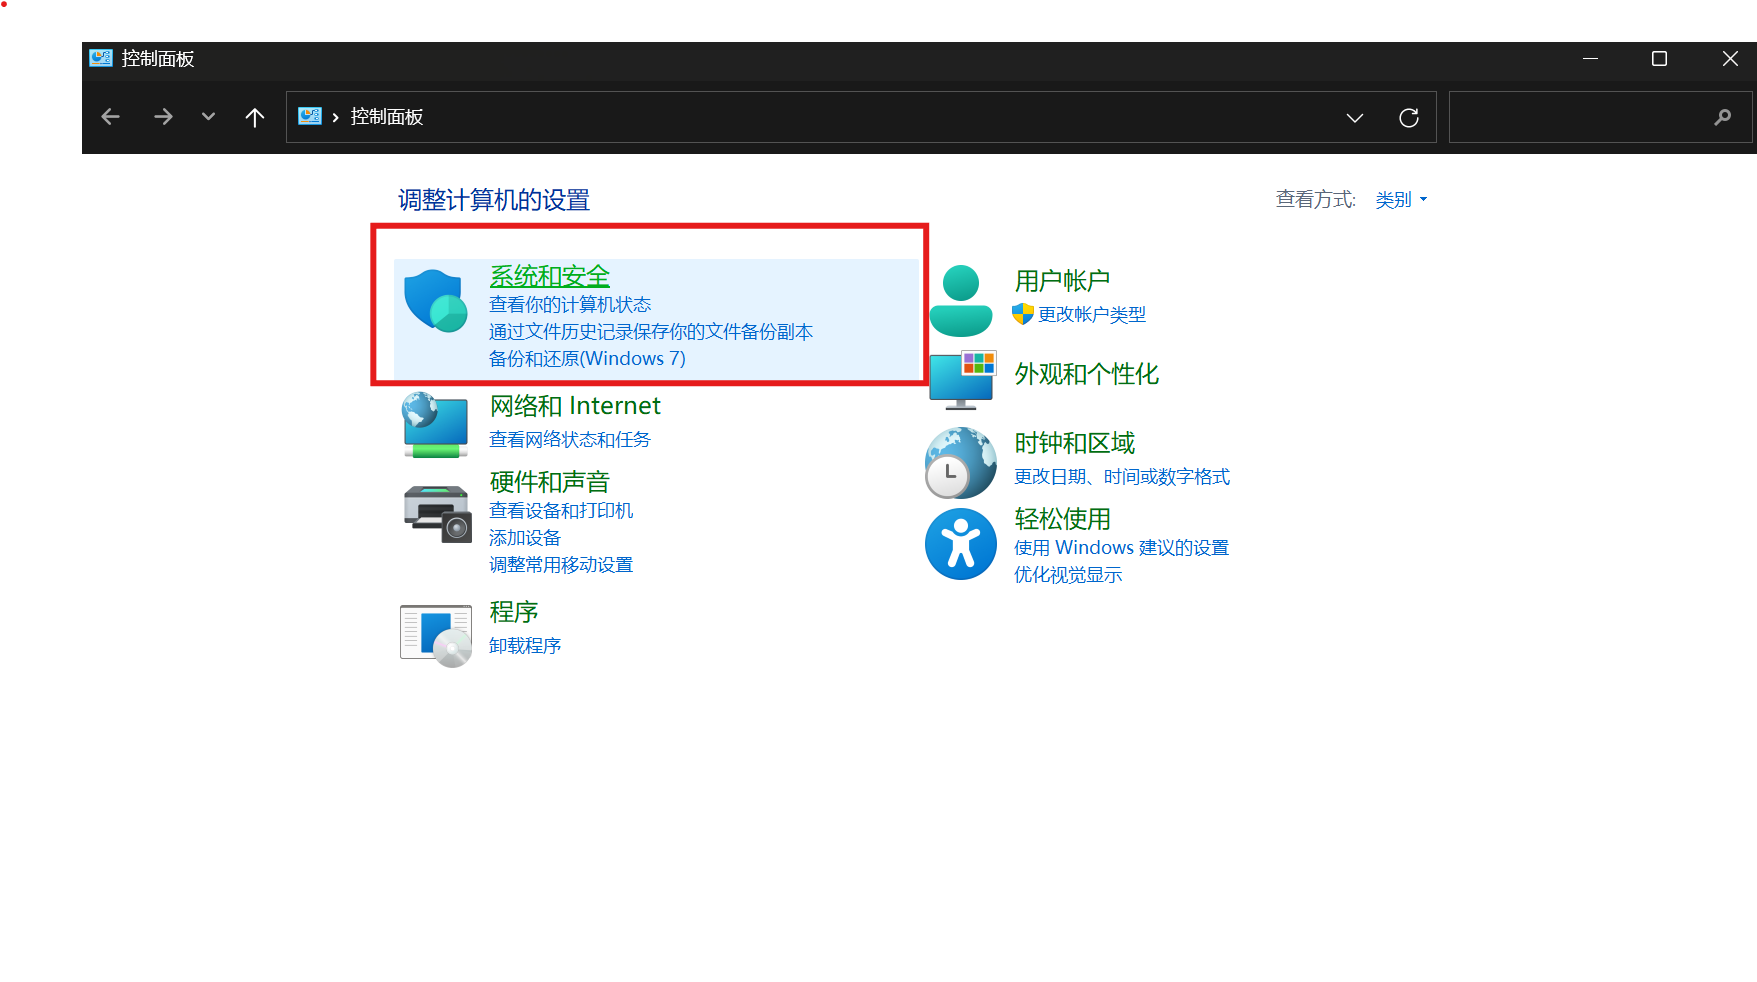 控制面板
控制面板
调整计算机的设置
查看方式: 类别
系统和安全
查看你的计算机状态
通过文件历史记录保存你的文件备份副本
备份和还原(Windows 7)
网络和 Internet
查看网络状态和任务
硬件和声音
查看设备和打印机
添加设备
调整常用移动设置
程序
卸载程序
用户帐户
更改帐户类型
外观和个性化
时钟和区域
更改日期、时间或数字格式
轻松使用
使用 Windows 建议的设置
优化视觉显示